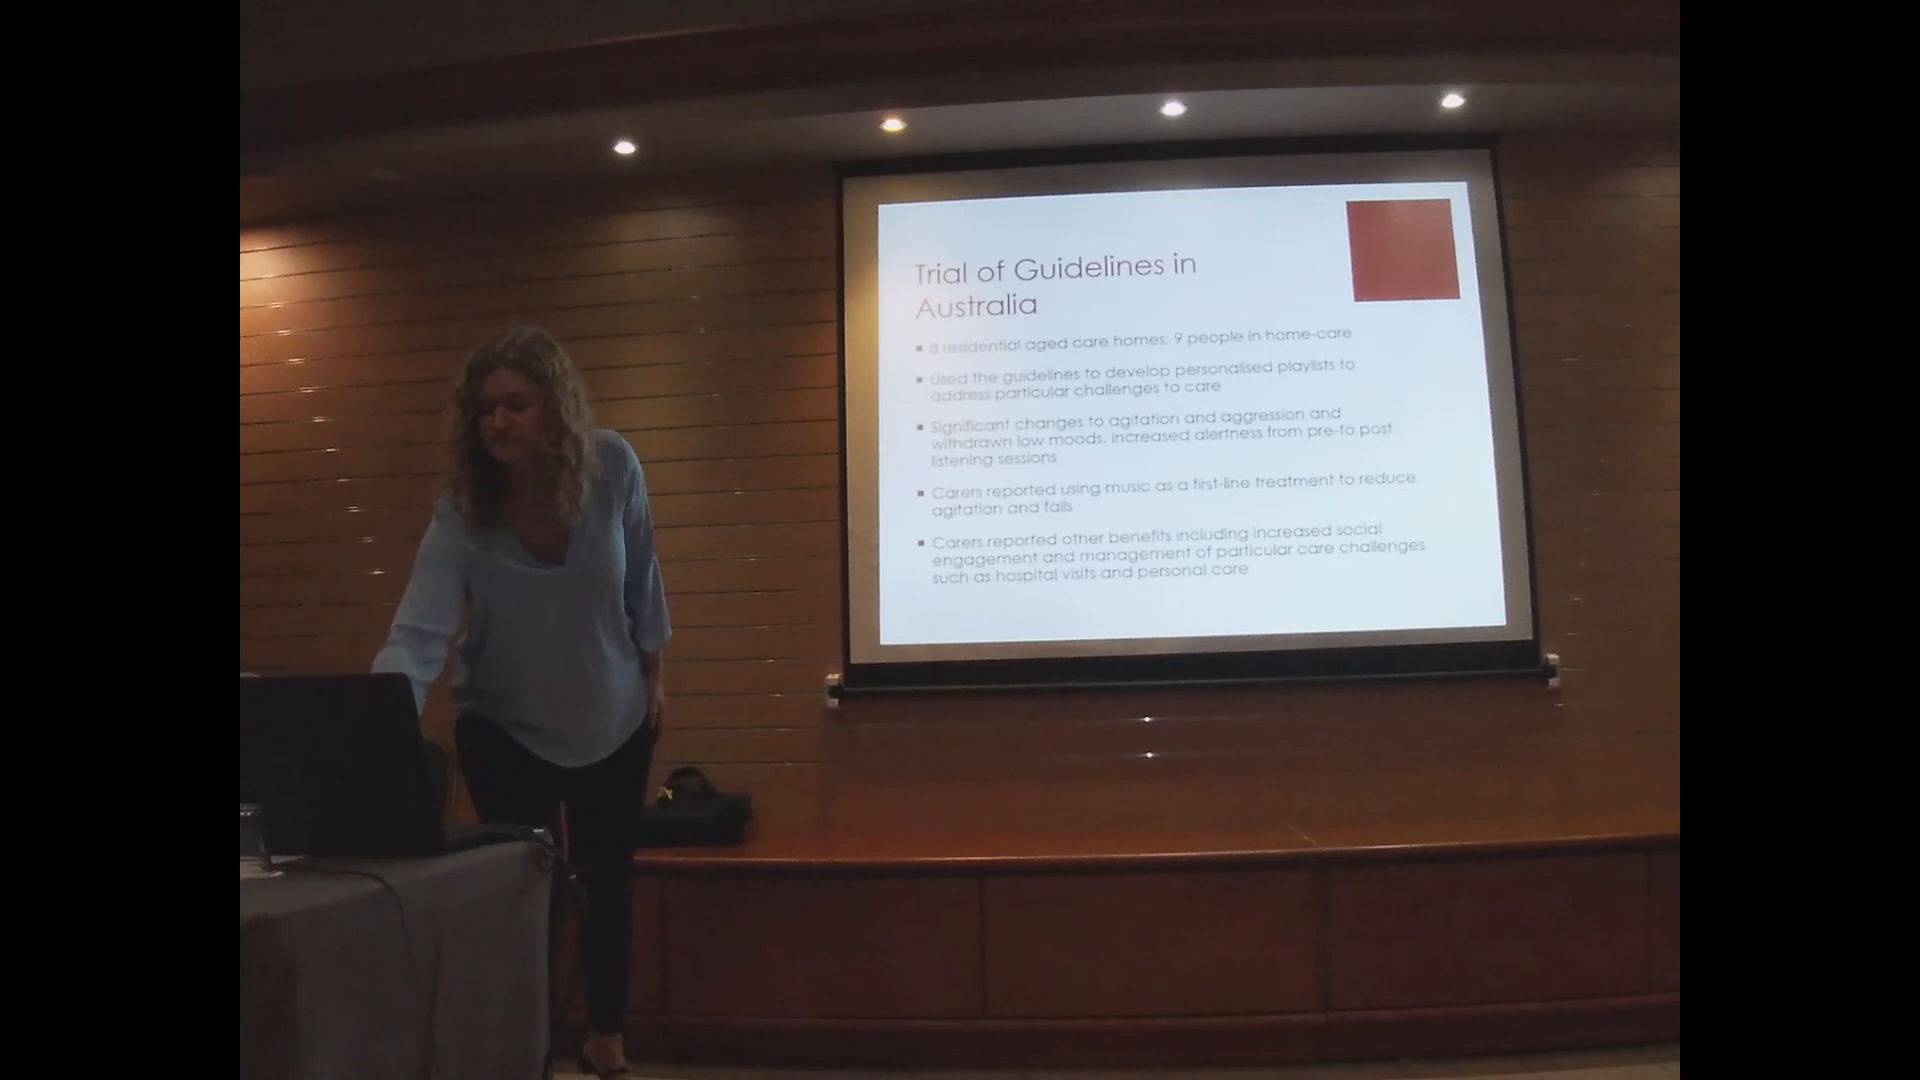 Trial of Guidelines in
Australia
residential aged care homes; 9 people in home-care
Used the guidelines to develop personalised playlists to
address particular challenges to care
Significant changes to agitation and aggression and
withdrawn low moods, increased alertness from pre-to post
listening sessions
Carers reported using music as a first-line treatment to reduce
agitation and falls
Carers reported other benefits including increased social
engagement and management of particular care challenges
such as hospital visits and personal care